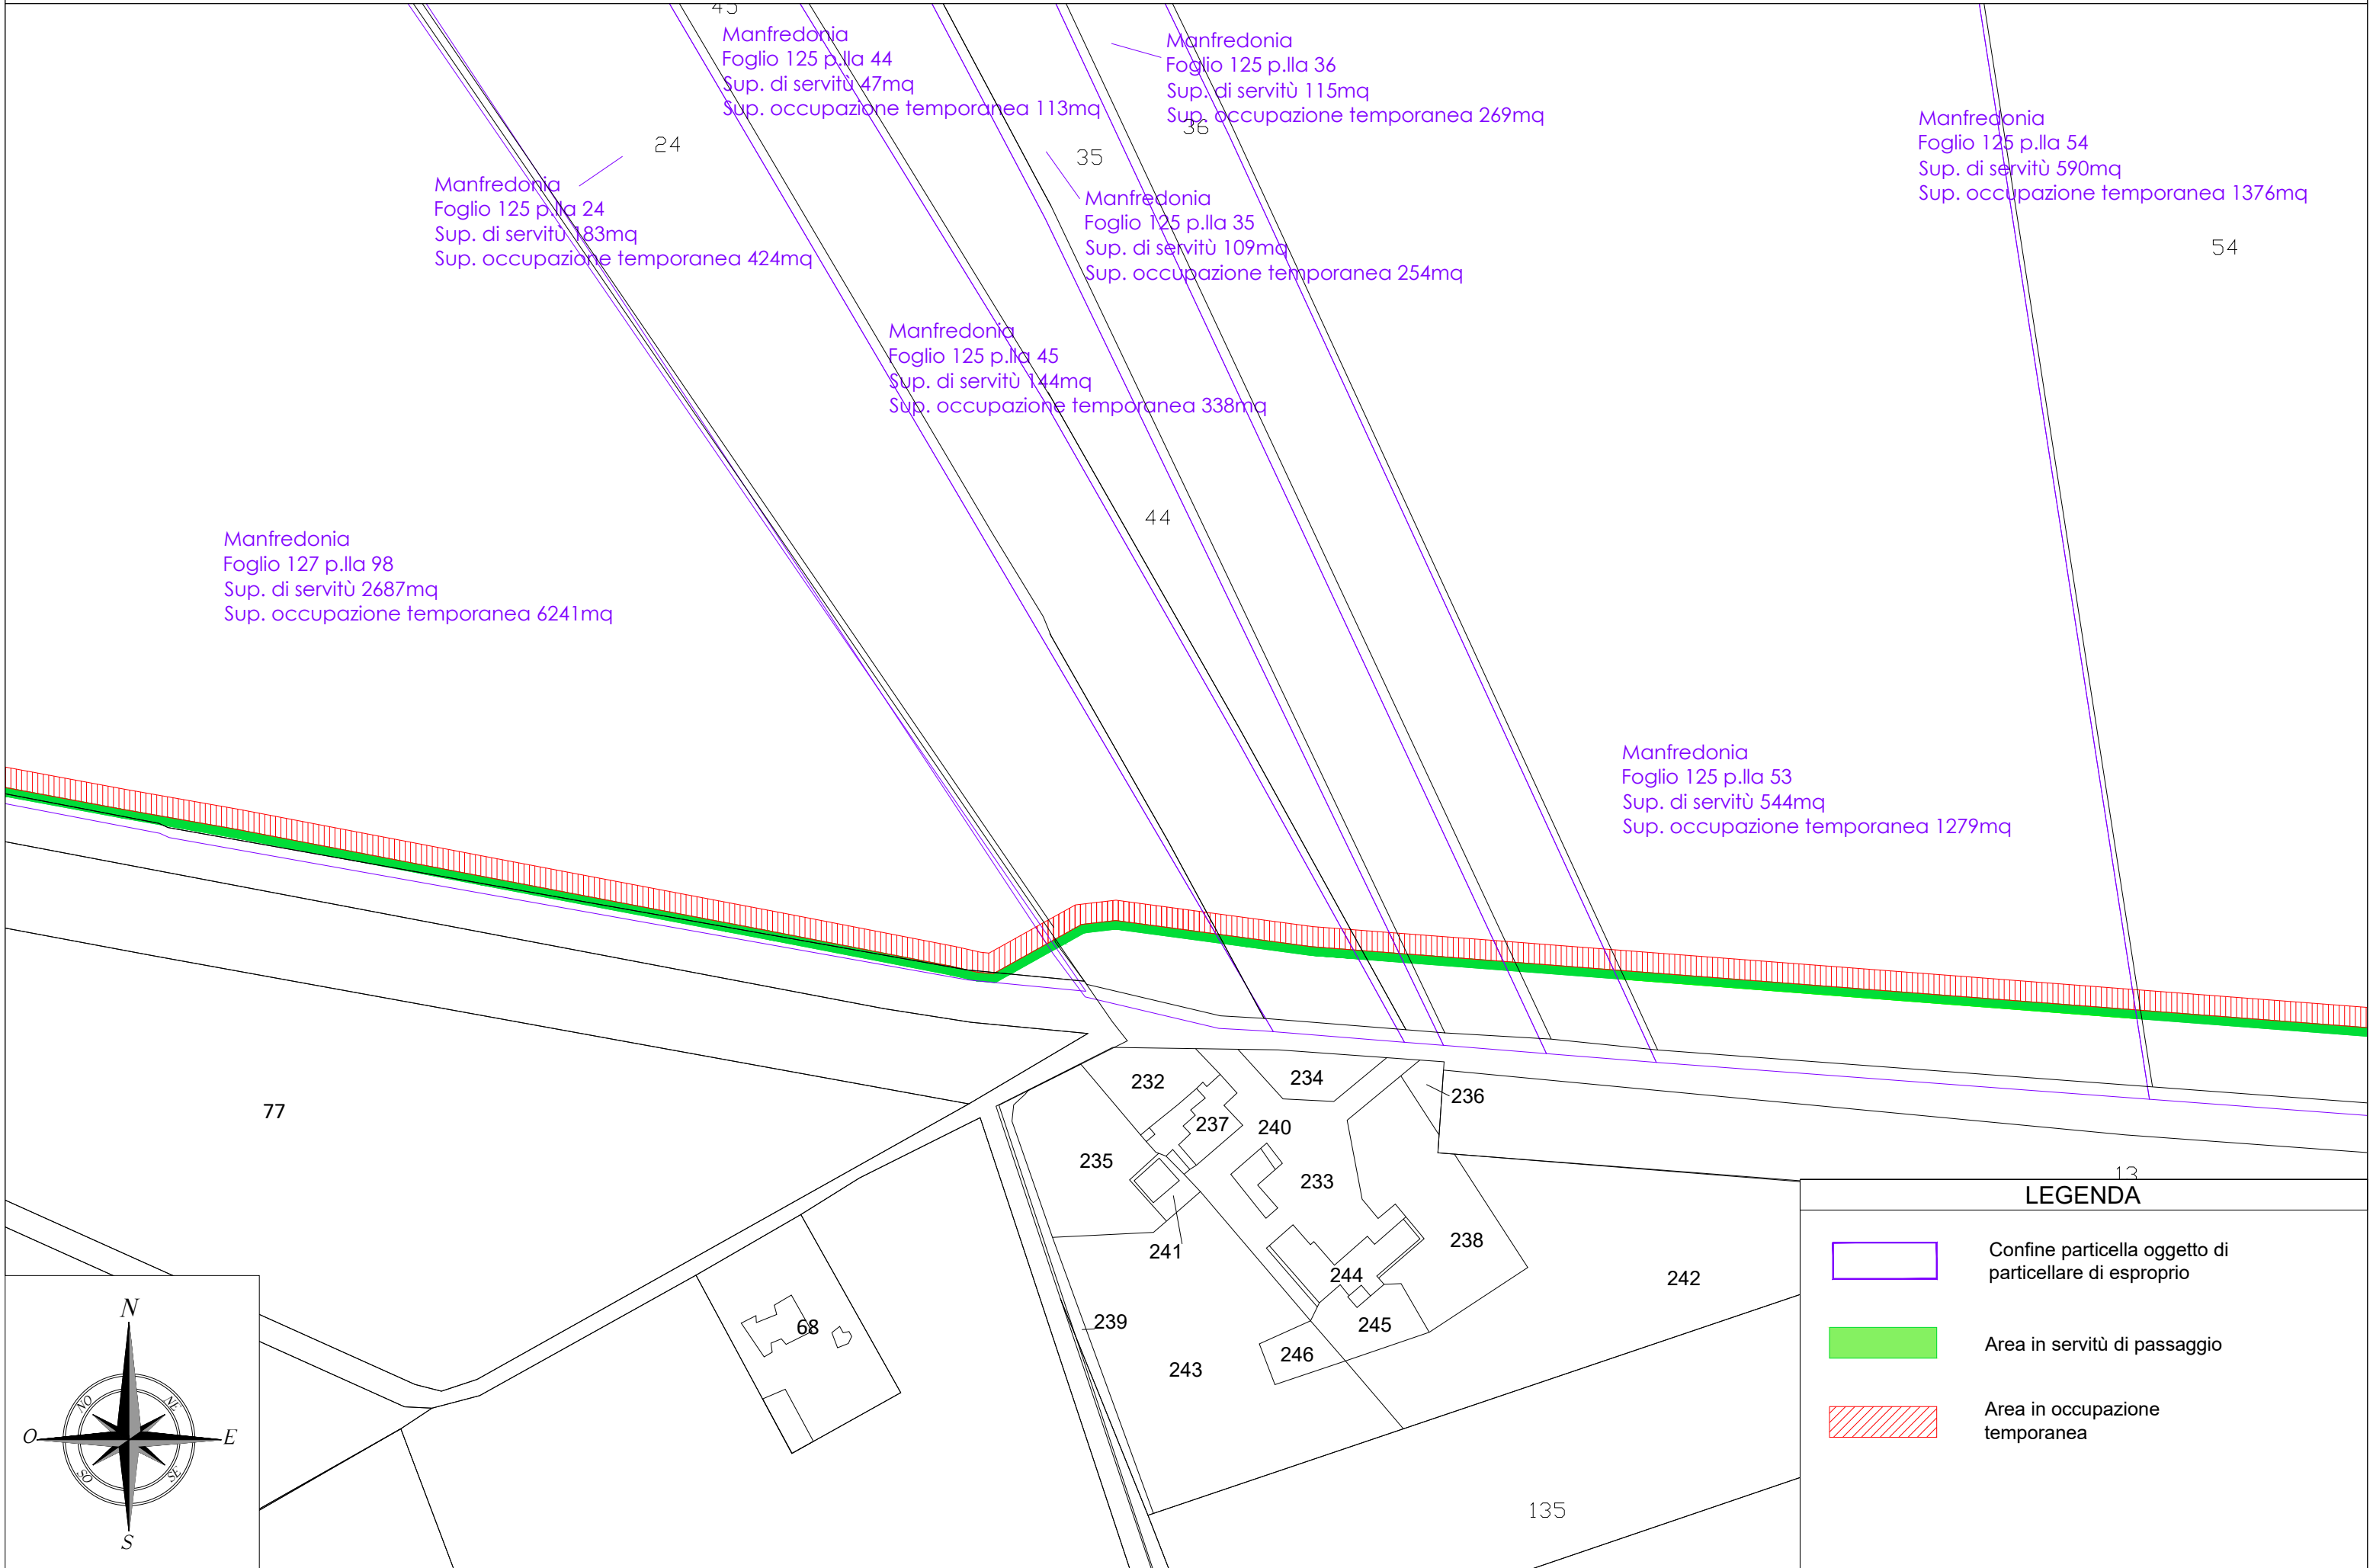 45
Manfredonia
Foglio 125 p.lla 44
Sup. di servitù 47mq
Sup. occupazione temporanea 113mq
Manfredonia
Foglio 125 p.lla 36
Sup. di servitù 115mq
Sup. occupazione temporanea 269mq
36
Manfredonia
Foglio 125 p.lla 54
Sup. di servitù 590mq
Sup. occupazione temporanea 1376mq
54
24
35
Manfredonia
Foglio 125 p.lla 24
Sup. di servitù 183mq
Sup. occupazione temporanea 424mq
Manfredonia
Foglio 125 p.lla 35
Sup. di servitù 109mq
Sup. occupazione temporanea 254mq
Manfredonia
Foglio 125 p.lla 45
Sup. di servitù 144mq
Sup. occupazione temporanea 338mq
44
Manfredonia
Foglio 127 p.lla 98
Sup. di servitù 2687mq
Sup. occupazione temporanea 6241mq
Manfredonia
Foglio 125 p.lla 53
Sup. di servitù 544mq
Sup. occupazione temporanea 1279mq
77
232
234
236
237
240
235
233
241
238
244
242
239
245
68
246
243
135
13
LEGENDA
Confine particella oggetto di
particellare di esproprio
Area in servitù di passaggio
Area in occupazione
temporanea
N
NO
NE
O
E
SO
SE
S